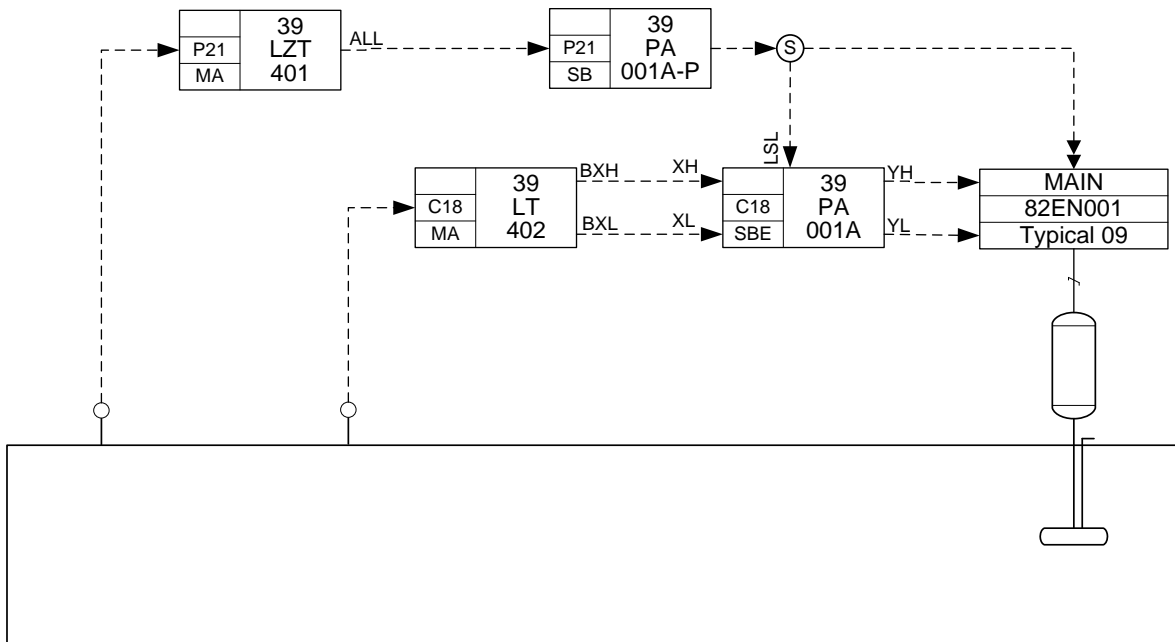 39
P21
LZT
MA
401
ALL
39
P21
PA
SB
001A-P
S
LSL
39
C18
LT
MA
402
BXH
XH
BXL
XL
39
C18
PA
SBE
001A
YH
YL
MAIN
82EN001
Typical 09